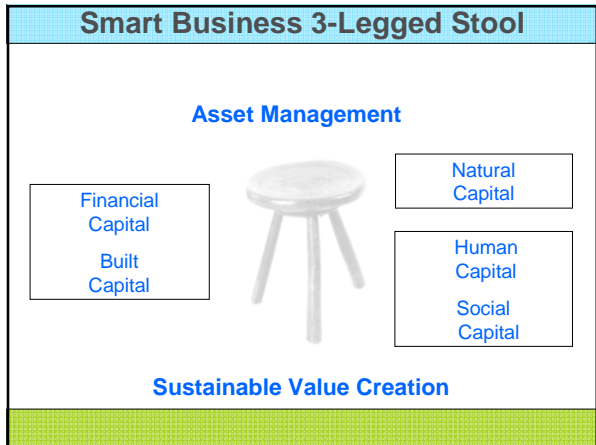 Smart Business 3-Legged Stool
Asset Management
Financial
Capital
Built
Capital
Natural
Capital
Human
Capital
Social
Capital
Sustainable Value Creation